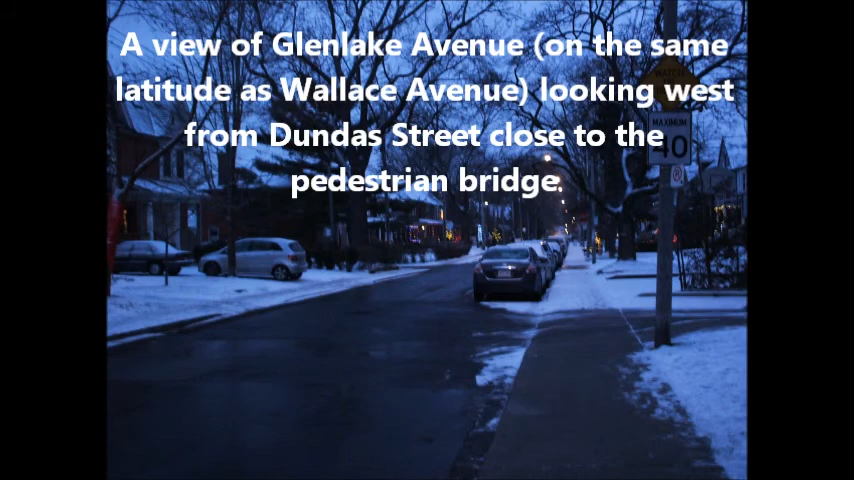 A view of Glenlake Avenue (on the same
latitude as Wallace Avenue) looking west
from Dundas Street close to the
pedestrian bridge.
MAXIMUM
40